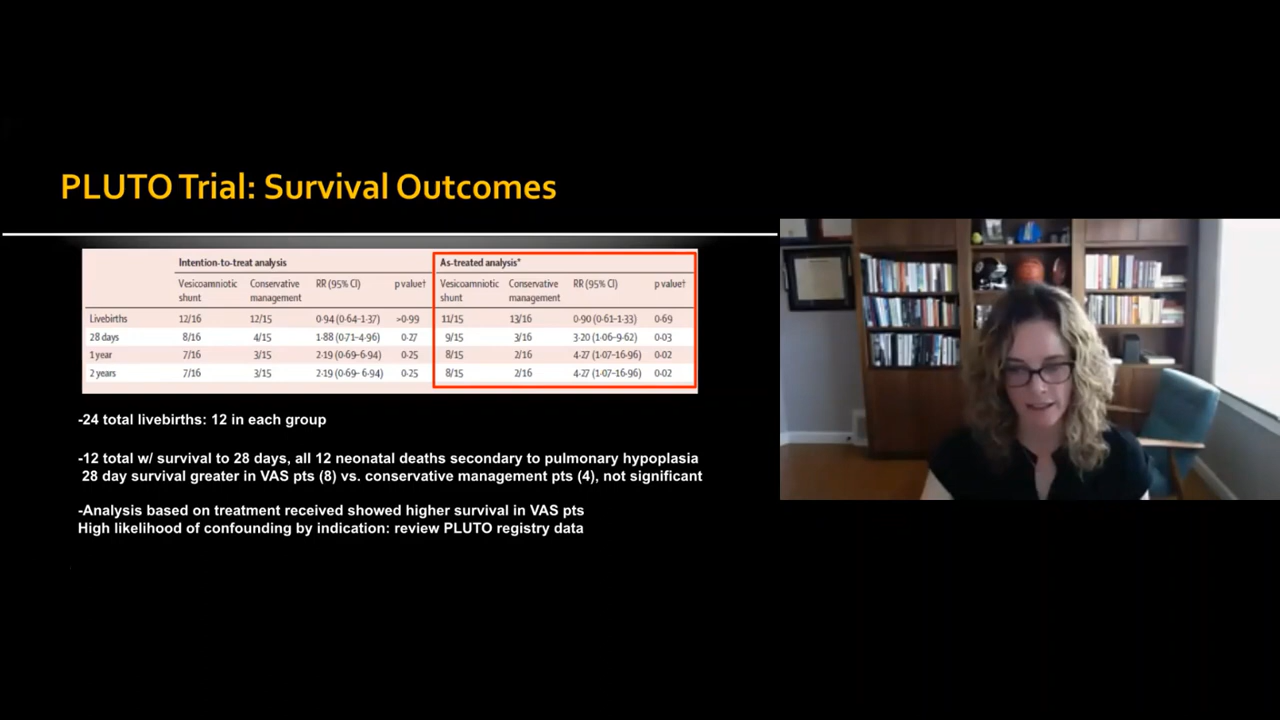 PLUTO Trial: Survival Outcomes
Intention-to-treat analysis As-treated analysis*
Vesicoamniotic shunt Conservative management RR (95% CI) p value† Vesicoamniotic shunt Conservative management RR (95% CI) p value†
Livebirths 12/16 12/15 0·94 (0·64-1·37) >0·99 11/15 13/16 0·90 (0·61-1·33) 0·69
28 days 8/16 4/15 1·88 (0·71-4·96) 0·27 9/15 3/16 3·20 (1·06-9·62) 0·03
1 year 7/16 3/15 2·19 (0·69-6·94) 0·25 8/15 2/16 4·27 (1·07-16·96) 0·02
2 years 7/16 3/15 2·19 (0·69- 6·94) 0·25 8/15 2/16 4·27 (1·07-16·96) 0·02
-24 total livebirths: 12 in each group
-12 total w/ survival to 28 days, all 12 neonatal deaths secondary to pulmonary hypoplasia
28 day survival greater in VAS pts (8) vs. conservative management pts (4), not significant
-Analysis based on treatment received showed higher survival in VAS pts
High likelihood of confounding by indication: review PLUTO registry data